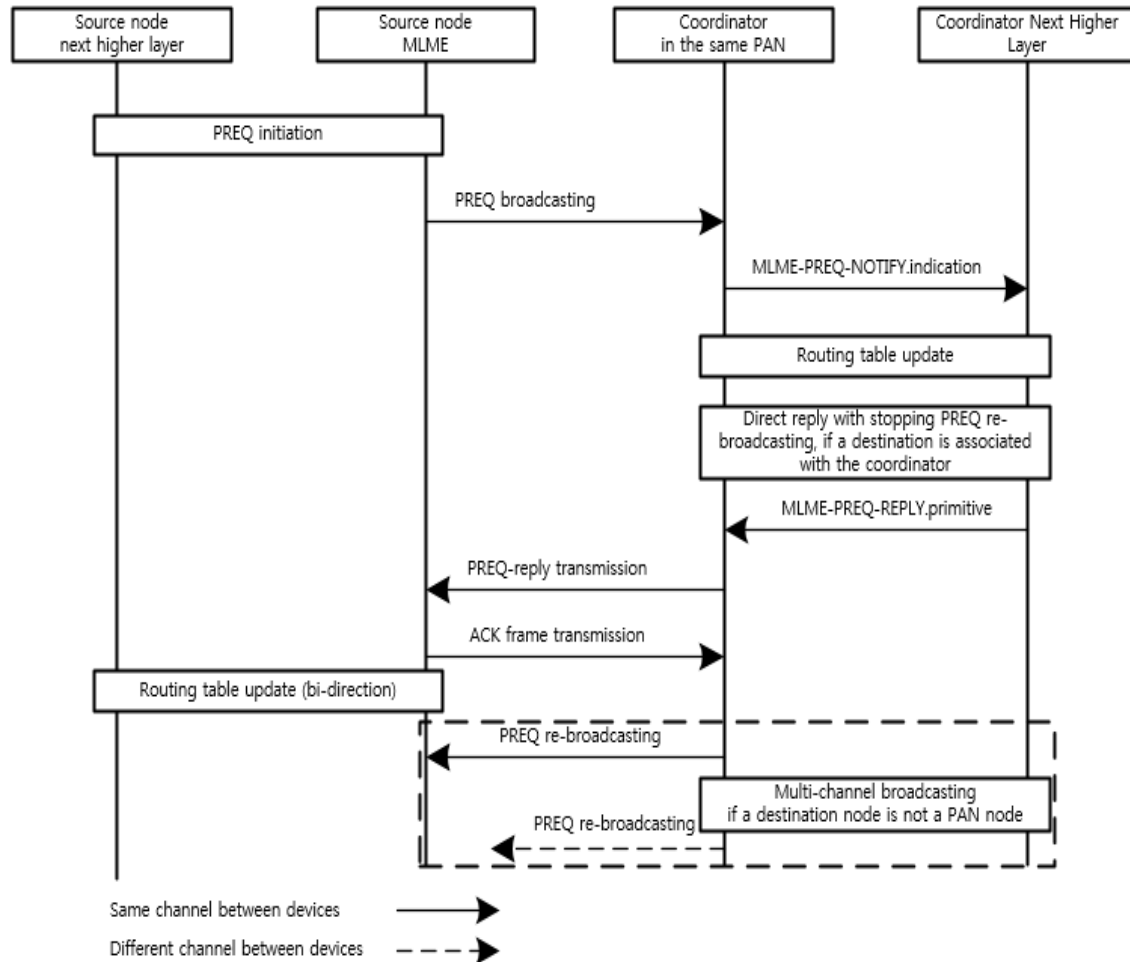 Source node
next higher layer
Source node
MLME
Coordinator
in the same PAN
Coordinator Next Higher
Layer
PREQ initiation
PREQ broadcasting
MLME-PREQ-NOTIFY.indication
Routing table update
Direct reply with stopping PREQ re-
broadcasting, if a destination is associated
with the coordinator
MLME-PREQ-REPLY.primitive
PREQ-reply transmission
ACK frame transmission
Routing table update (bi-direction)
PREQ re-broadcasting
Multi-channel broadcasting
if a destination node is not a PAN node
PREQ re-broadcasting
Same channel between devices
Different channel between devices